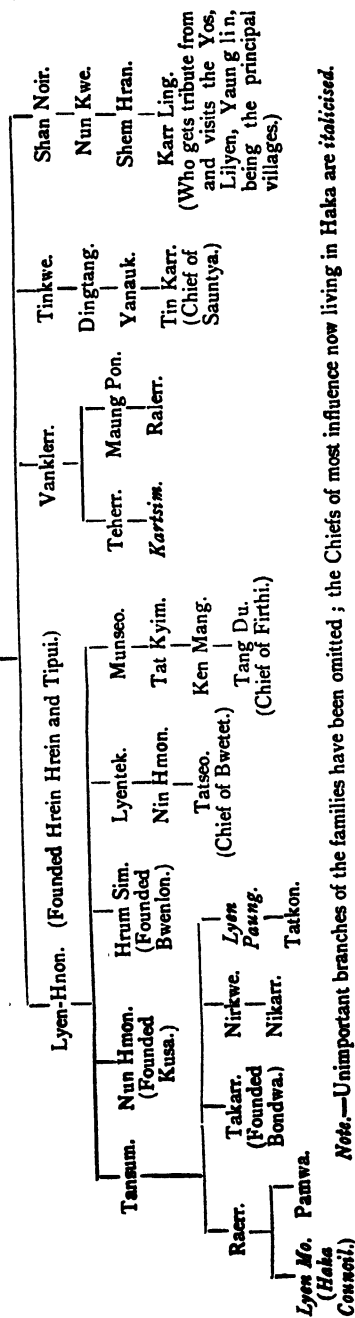 Lyen-Hnon. (Founded Hrein Hrein and Tipui.)
Vanklerr.
Tinkwe.
Shan Noir.
Tansum.
Nun Hmon.
(Founded
Kusa.)
Hrum Sim.
(Founded
Bwenlon.)
Lyentek.
Munseo.
Nin Hmon.
Tat Kyim.
Tatseo.
(Chief of Bwetet.)
Ken Mang.
Tang Du.
(Chief of Firthi.)
Teherr.
Maung Pon.
Kartsim.
Ralerr.
Dingtang.
Yanauk.
Tin Karr.
(Chief of
Sauntya.)
Nun Kwe.
Shem Hran.
Karr Ling.
(Who gets tribute from
and visits the Yos,
Lilyen, Yaunglin,
being the principal
villages.)
Raerr.
Takarr.
(Founded
Bondwa.)
Nirkwe.
Lyen
Paung.
Nikarr.
Tatkon.
Lyen Mo.
(Haka
Council.)
Pamwa.
Note.—Unimportant branches of the families have been omitted; the Chiefs of most influence now living in Haka are italicised.